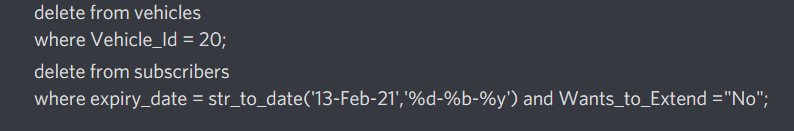 delete from vehicles
where Vehicle_Id = 20;
delete from subscribers
where expiry_date = str_to_date('13-Feb-21','%d-%b-%y') and Wants_to_Extend ="No";